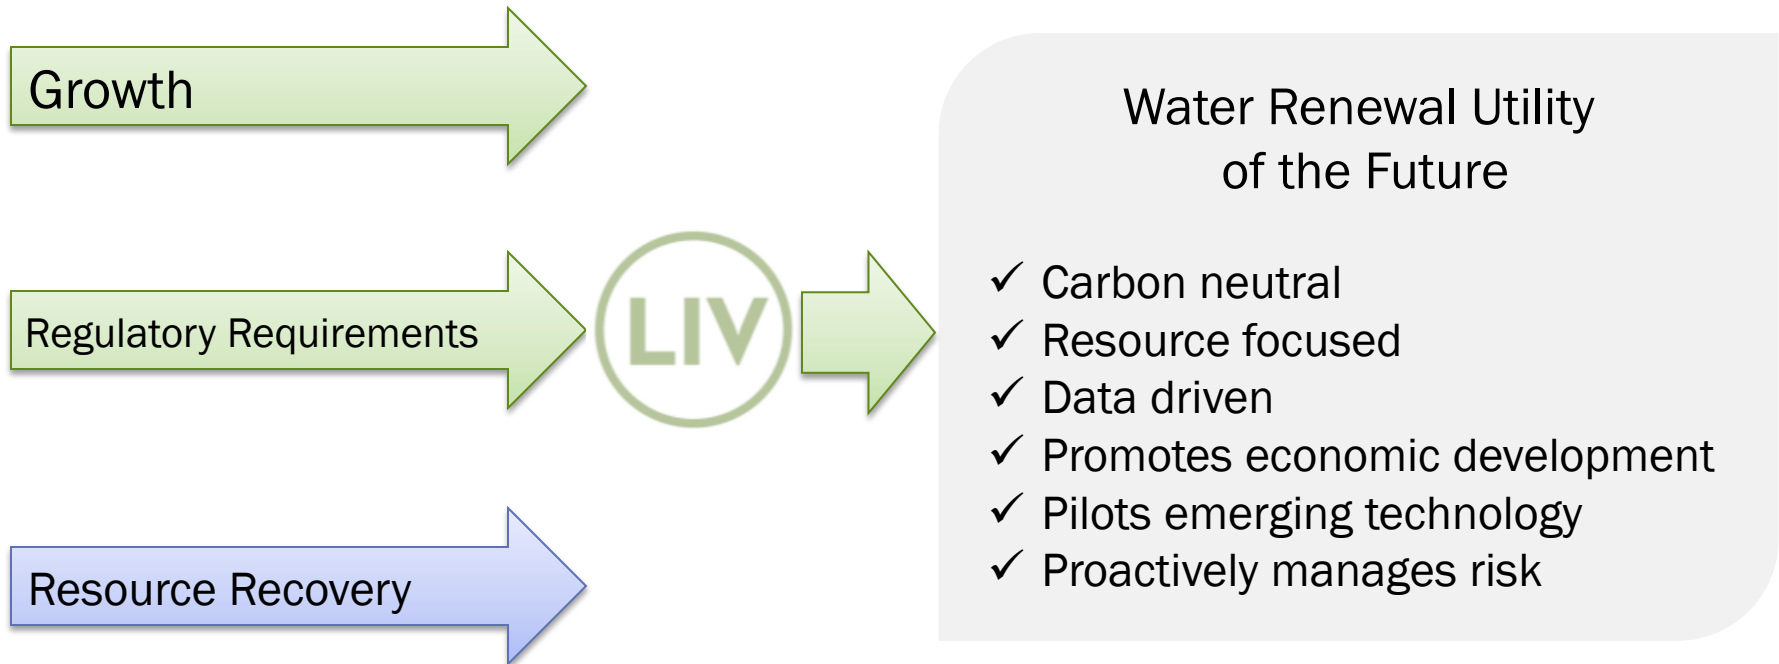 Growth
Regulatory Requirements
Resource Recovery
LIV
Water Renewal Utility
of the Future
✓ Carbon neutral
✓ Resource focused
✓ Data driven
✓ Promotes economic development
✓ Pilots emerging technology
✓ Proactively manages risk